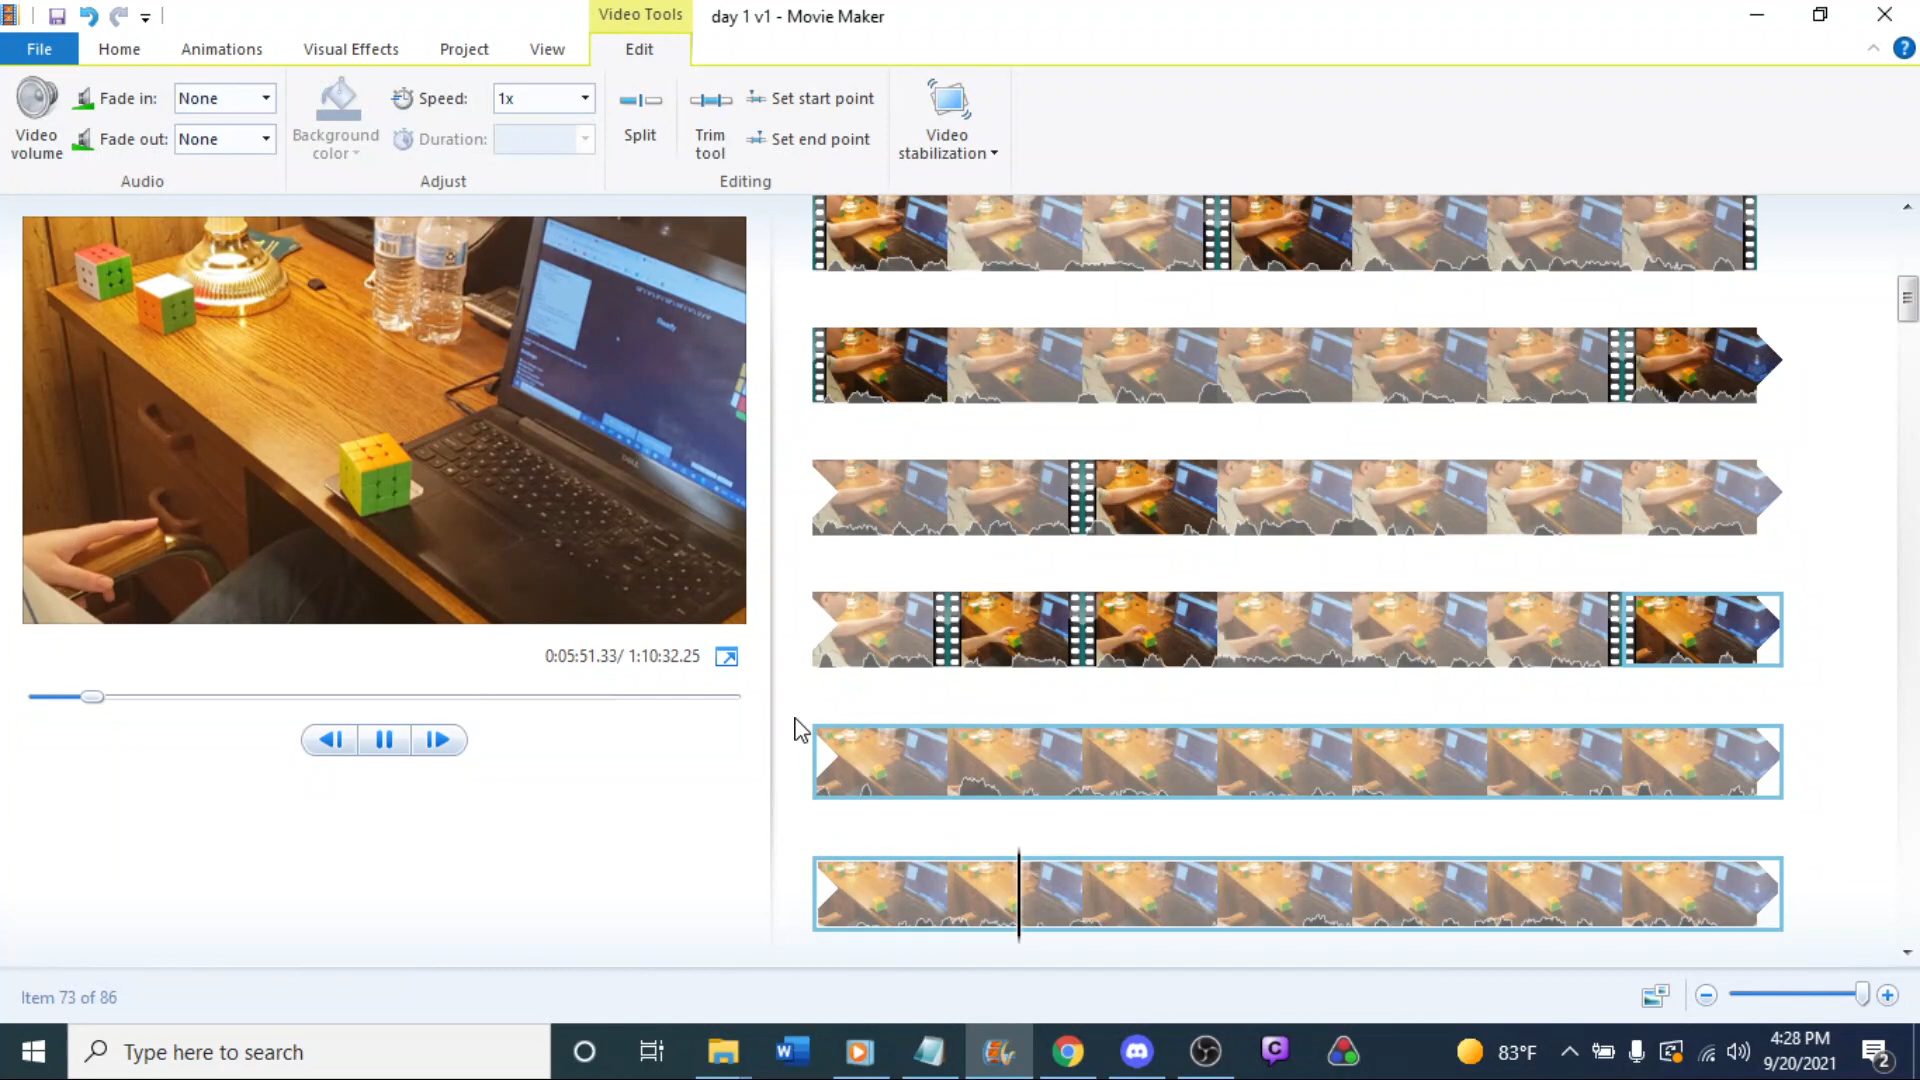 Video Tools
day 1 v1 - Movie Maker
File
Home
Animations
Visual Effects
Project
View
Edit
Video volume
Fade in:
None
Fade out:
None
Audio
Background color
Speed:
1x
Duration:
Adjust
Split
Trim tool
Set start point
Set end point
Editing
Video stabilization
Ready
DELL
0:05:51.33/ 1:10:32.25
Item 73 of 86
Type here to search
83°F
4:28 PM
9/20/2021
2